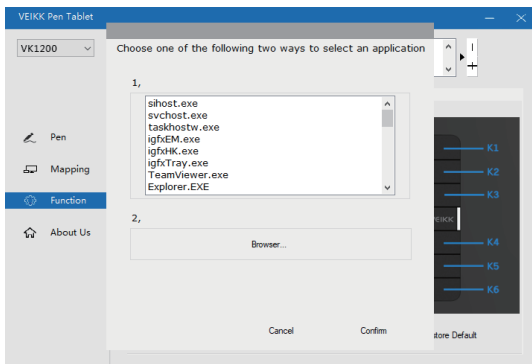 VEIKK Pen Tablet
VK1200
Choose one of the following two ways to select an application
1,
sihost.exe
svchost.exe
taskhostw.exe
igfxEM.exe
igfxHK.exe
igfxTray.exe
TeamViewer.exe
Explorer.EXE
2,
Browser...
Cancel
Confirm
Pen
Mapping
Function
About Us
K1
K2
K3
VEIKK
K4
K5
K6
store Default